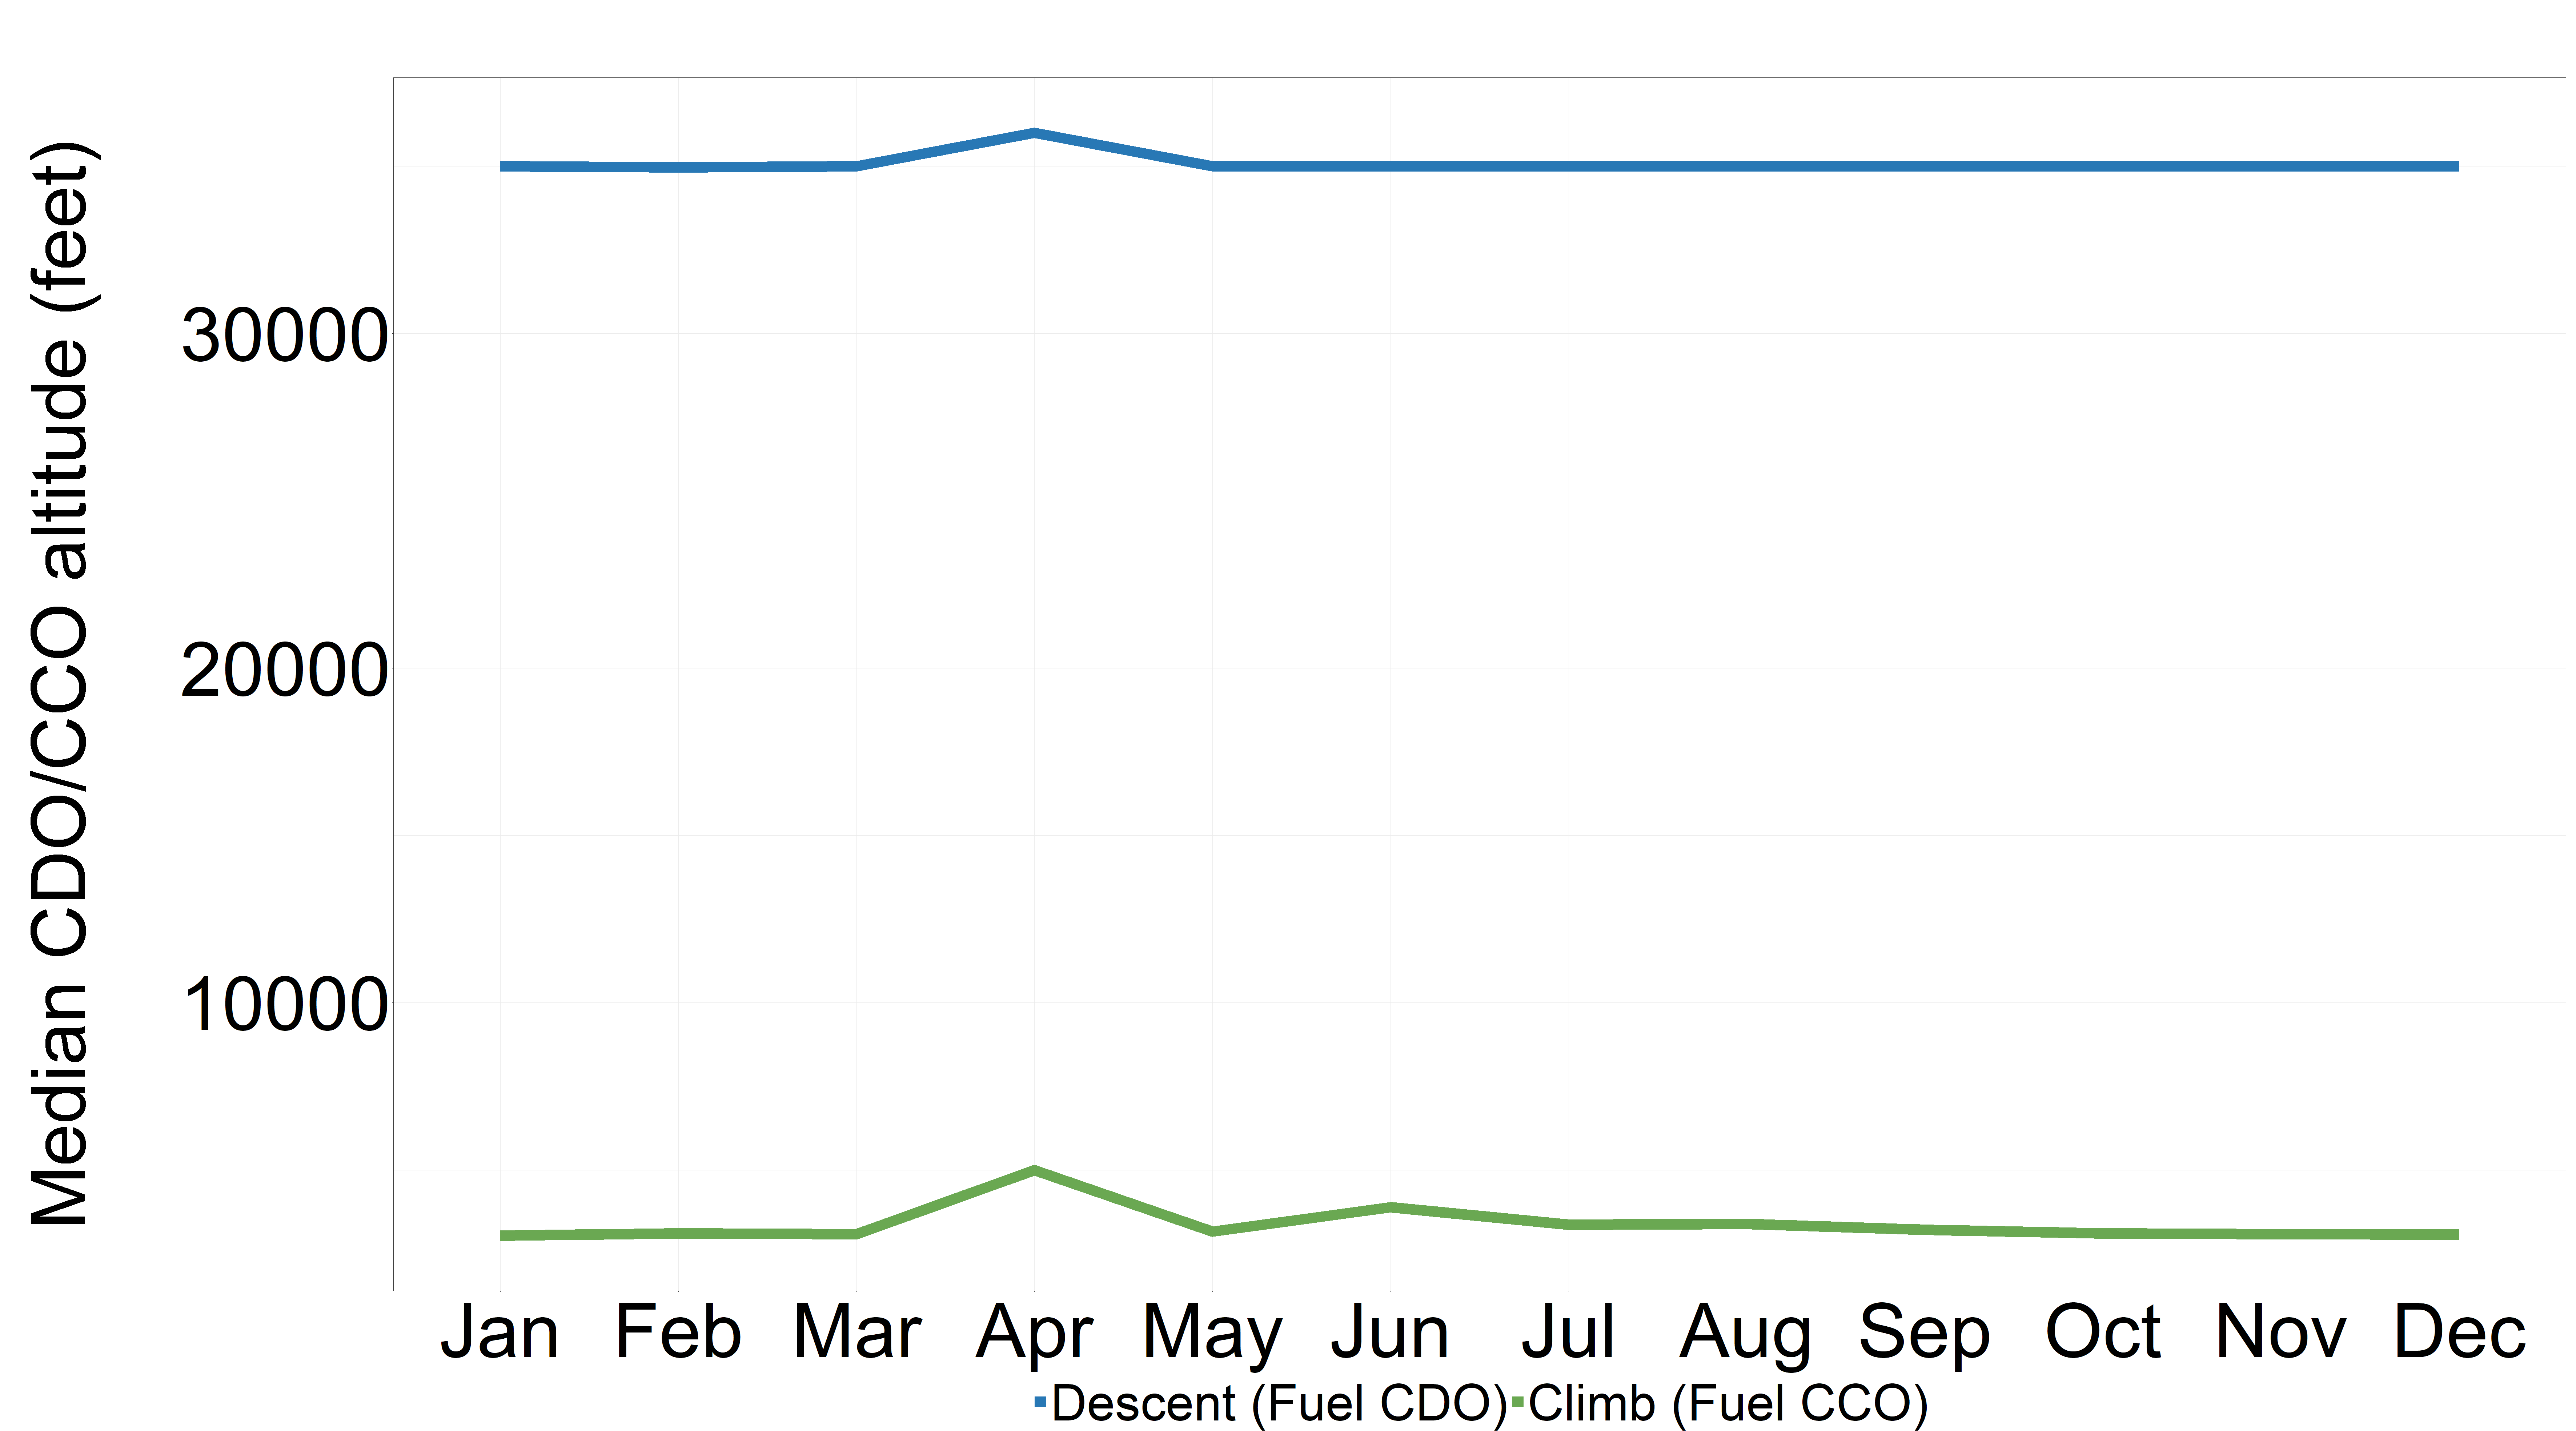 Median CDO/CCO altitude (feet)
30000
20000
10000
Jan Feb Mar Apr May Jun Jul Aug Sep Oct Nov Dec
Descent (Fuel CDO) Climb (Fuel CCO)